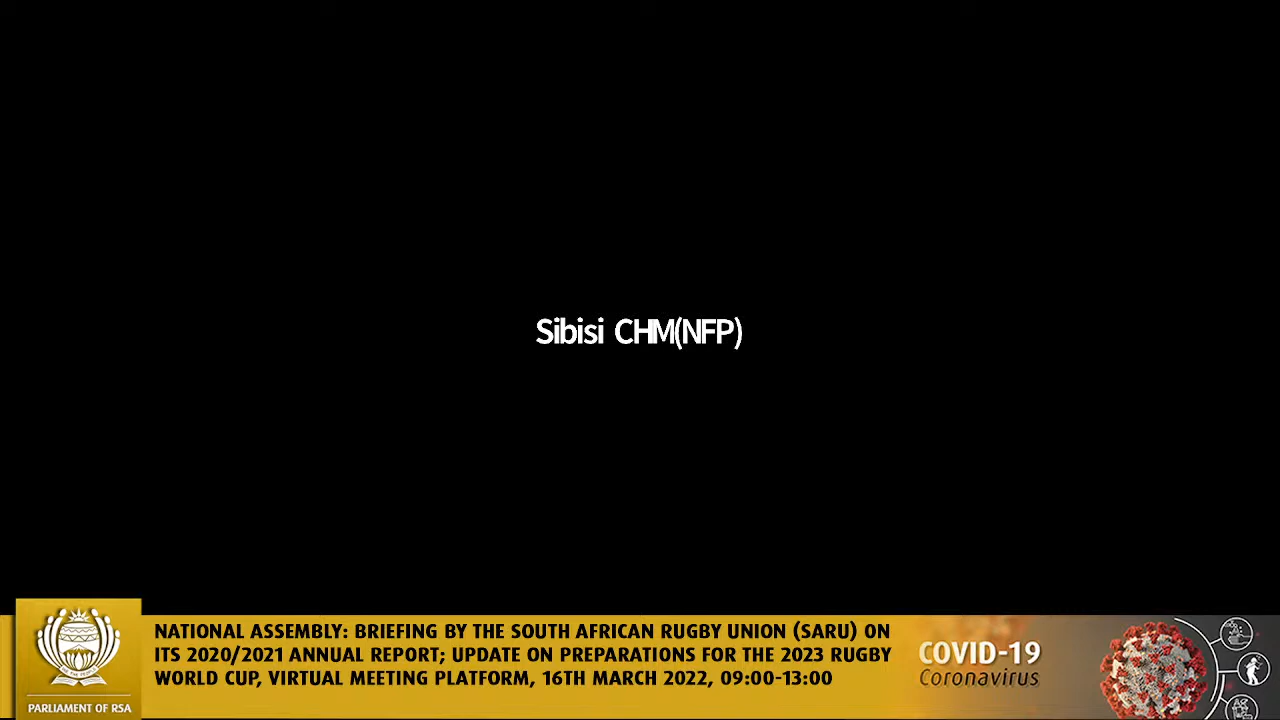 Sibisi CHM(NFP)
NATIONAL ASSEMBLY: BRIEFING BY THE SOUTH AFRICAN RUGBY UNION (SARU) ON
ITS 2020/2021 ANNUAL REPORT; UPDATE ON PREPARATIONS FOR THE 2023 RUGBY
WORLD CUP, VIRTUAL MEETING PLATFORM, 16TH MARCH 2022, 09:00-13:00
COVID-19
Coronavirus
PARLIAMENT OF RSA